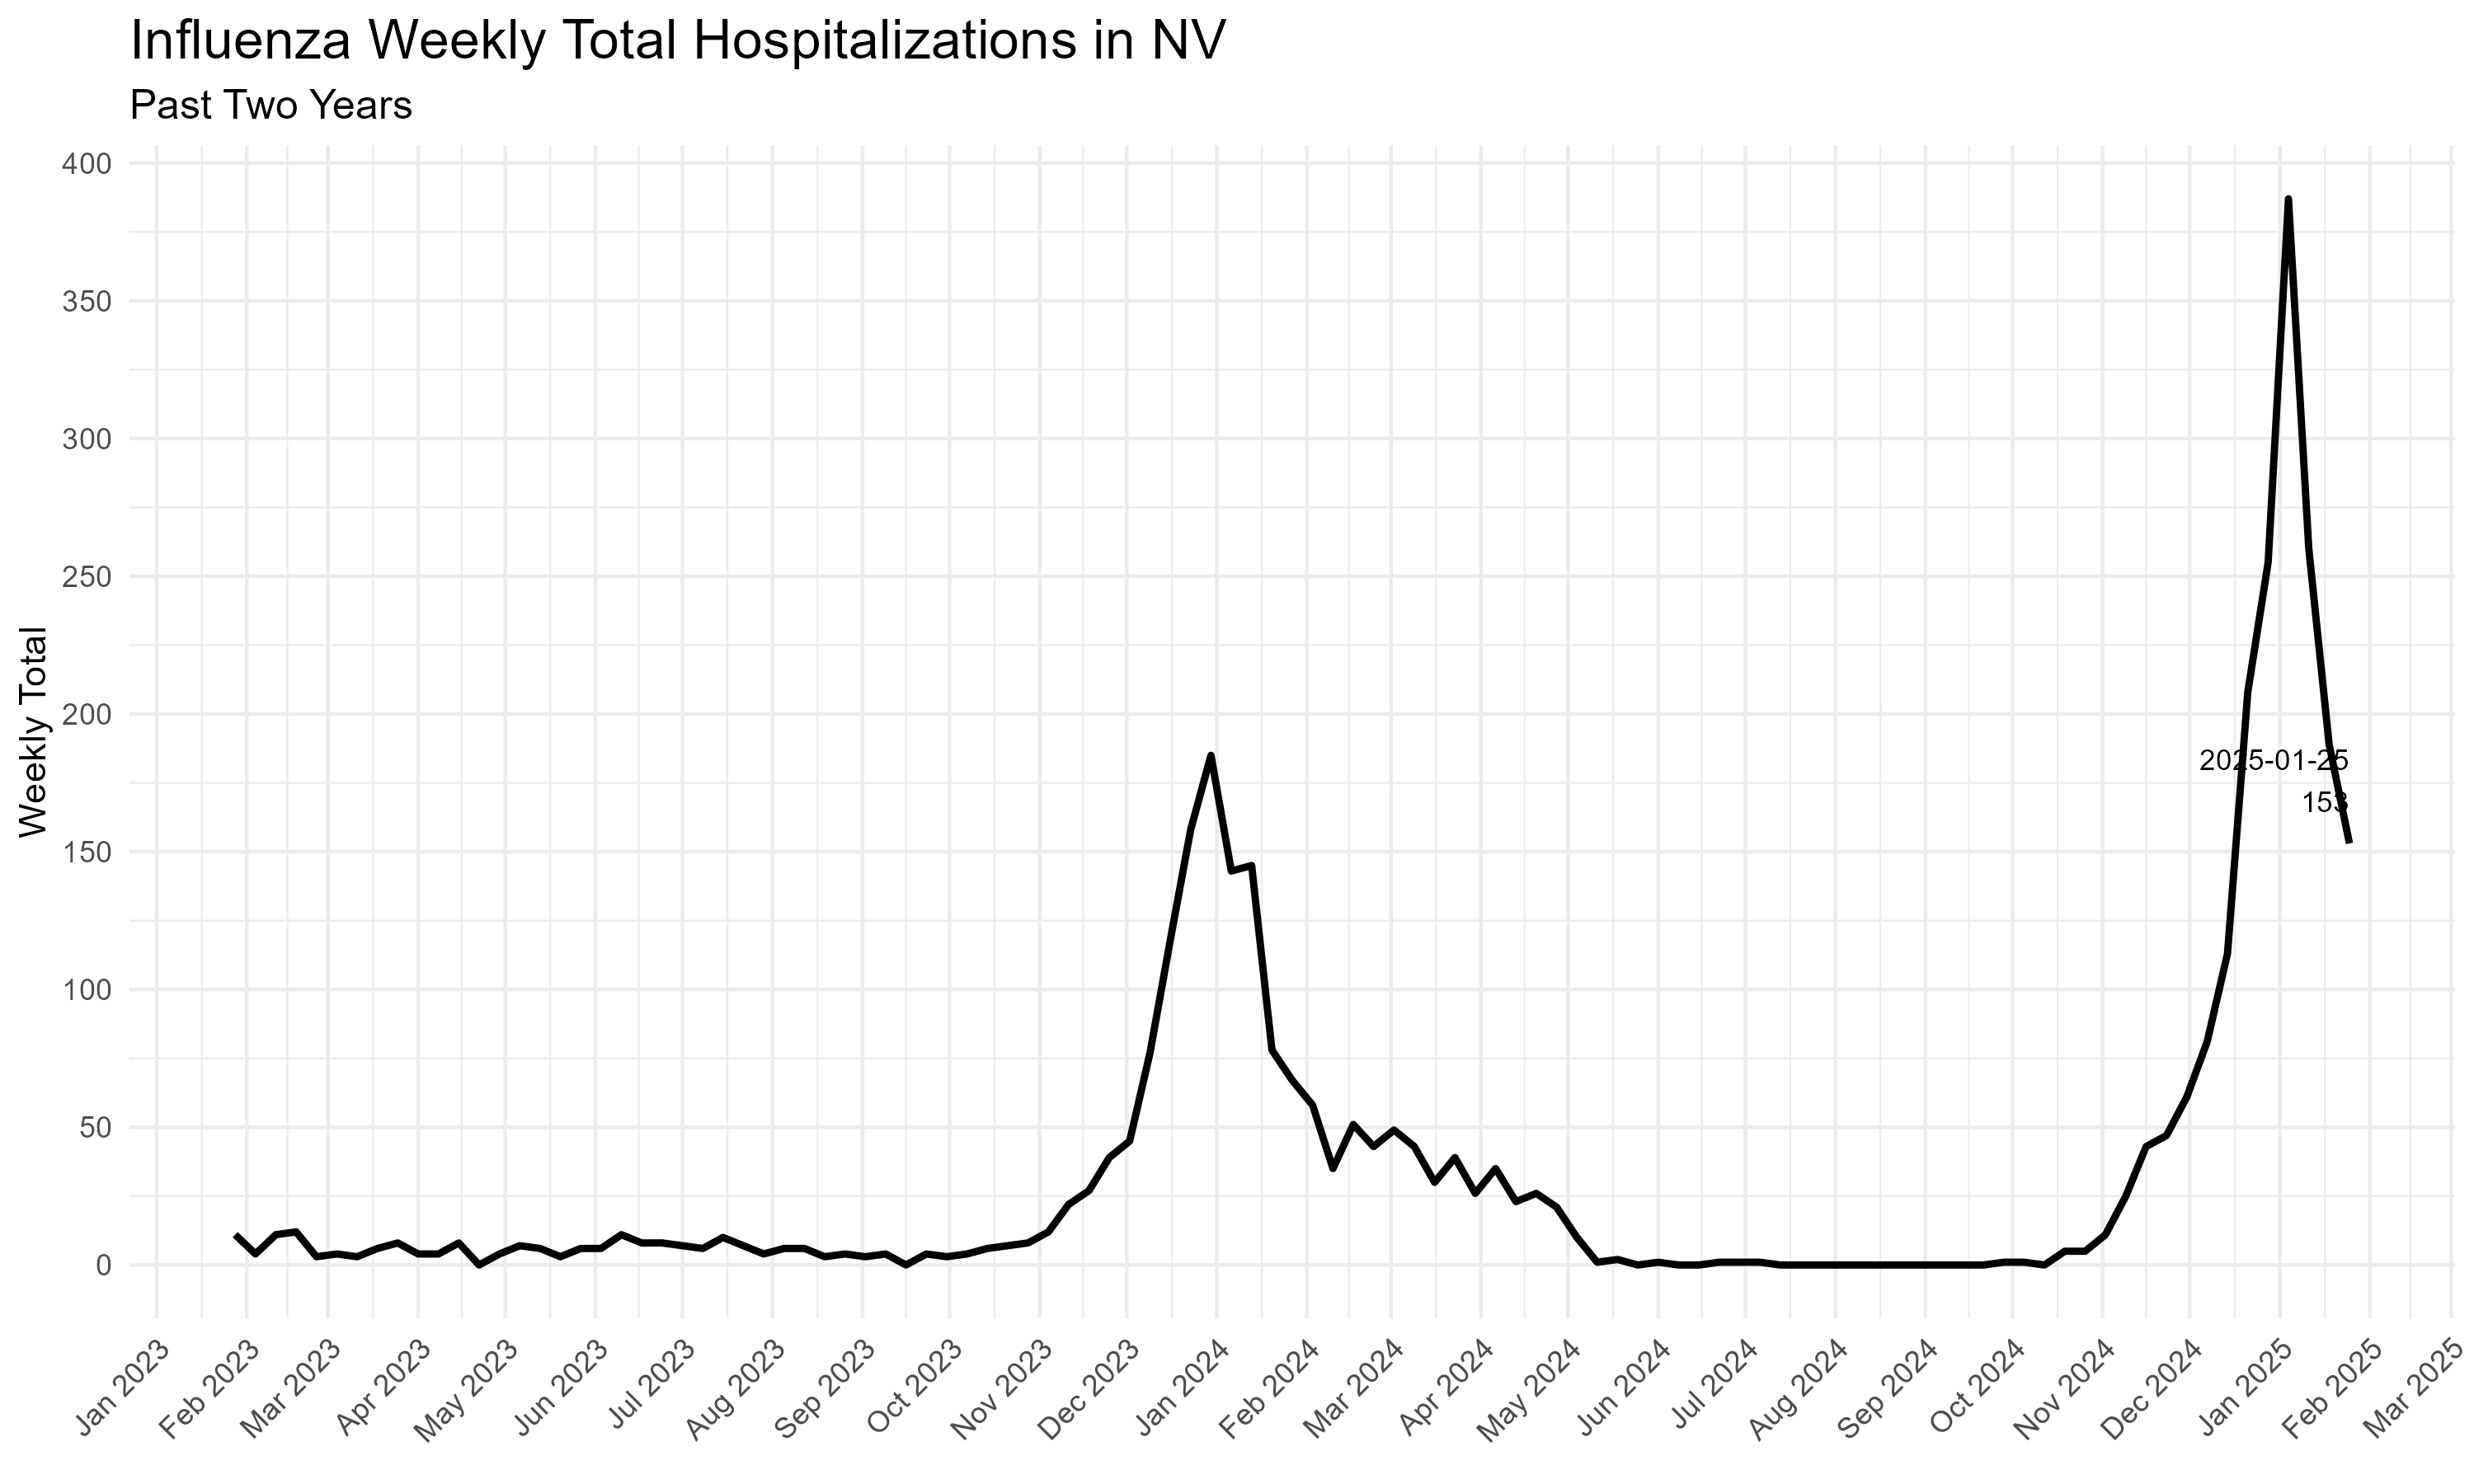 Influenza Weekly Total Hospitalizations in NV
Past Two Years
Weekly Total
400
350
300
250
200
150
100
50
0
2025-01-25
153
Jan 2023
Feb 2023
Mar 2023
Apr 2023
May 2023
Jun 2023
Jul 2023
Aug 2023
Sep 2023
Oct 2023
Nov 2023
Dec 2023
Jan 2024
Feb 2024
Mar 2024
Apr 2024
May 2024
Jun 2024
Jul 2024
Aug 2024
Sep 2024
Oct 2024
Nov 2024
Dec 2024
Jan 2025
Feb 2025
Mar 2025